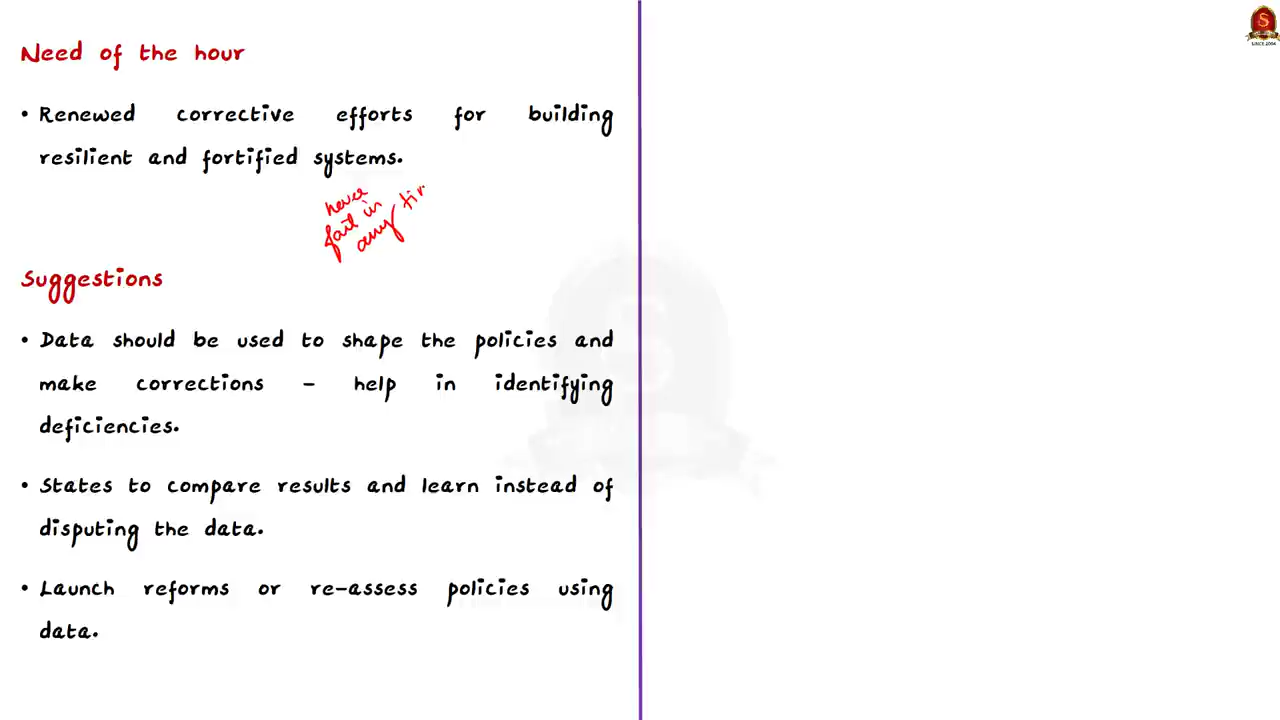 Need of the hour
• Renewed corrective efforts for building
resilient and fortified systems.
never
fail in
any
Suggestions
• Data should be used to shape the policies and
make corrections – help in identifying
deficiencies.
• States to compare results and learn instead of
disputing the data.
• Launch reforms or re-assess policies using
data.
S
SINCE 2004